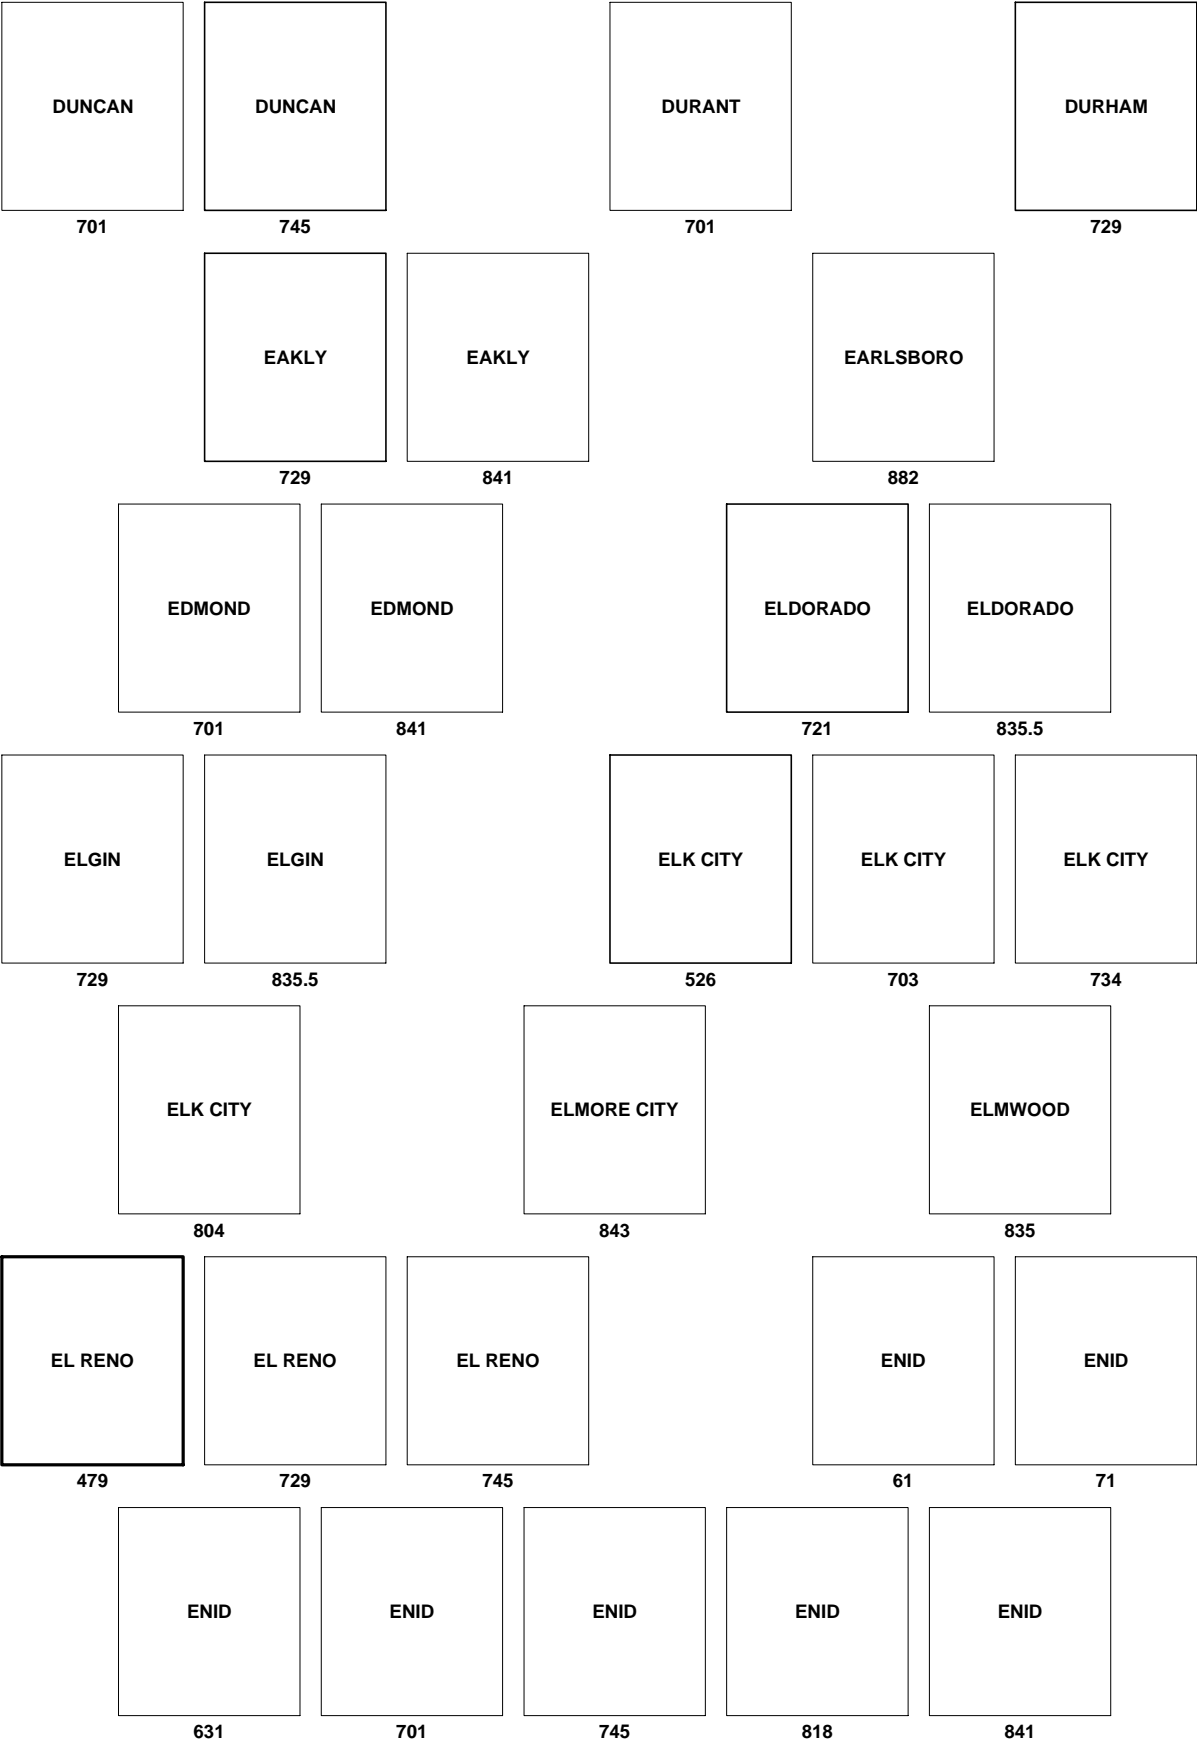 DUNCAN DUNCAN DURANT DURHAM
701 745 701 729
EAKLY EAKLY EARLSBORO
729 841 882
EDMOND EDMOND ELDORADO ELDORADO
701 841 721 835.5
ELGIN ELGIN ELK CITY ELK CITY ELK CITY
729 835.5 526 703 734
ELK CITY ELMORE CITY ELMWOOD
804 843 835
EL RENO EL RENO EL RENO ENID ENID
479 729 745 61 71
ENID ENID ENID ENID ENID
631 701 745 818 841